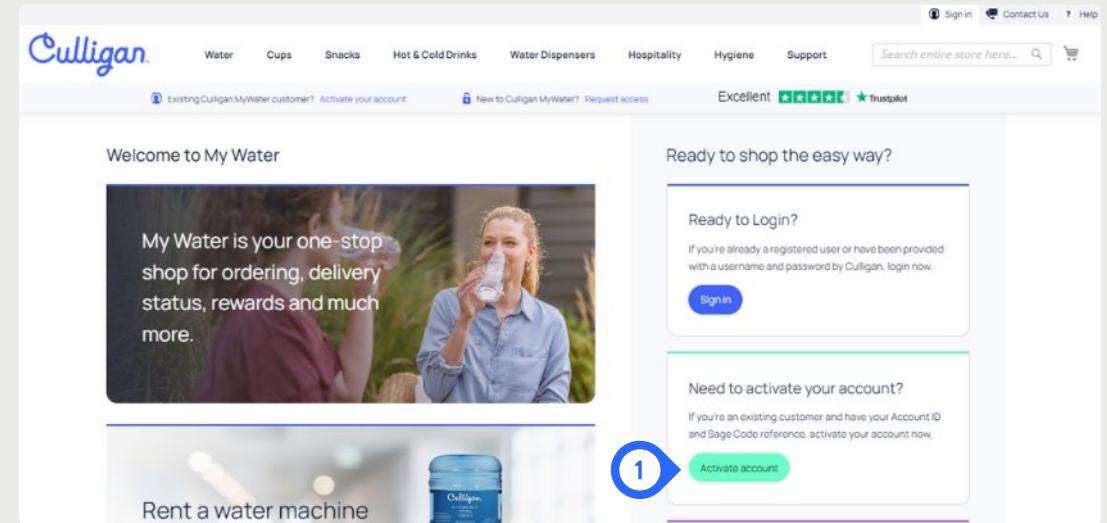 Sign in Contact Us ? Help
Culligan.
Water Cups Snacks Hot & Cold Drinks Water Dispensers Hospitality Hygiene Support Search entire store here...
Existing Culligan MyWater customer? Activate your account New to Culligan MyWater? Request access Excellent Trustpilot
Welcome to My Water
My Water is your one-stop
shop for ordering, delivery
status, rewards and much
more.
Culligan
Rent a water machine
Ready to shop the easy way?
Ready to Login?
If you're already a registered user or have been provided
with a username and password by Culligan, login now.
Sign in
Need to activate your account?
If you're an existing customer and have your Account ID
and Sage Code reference, activate your account now.
1
Activate account